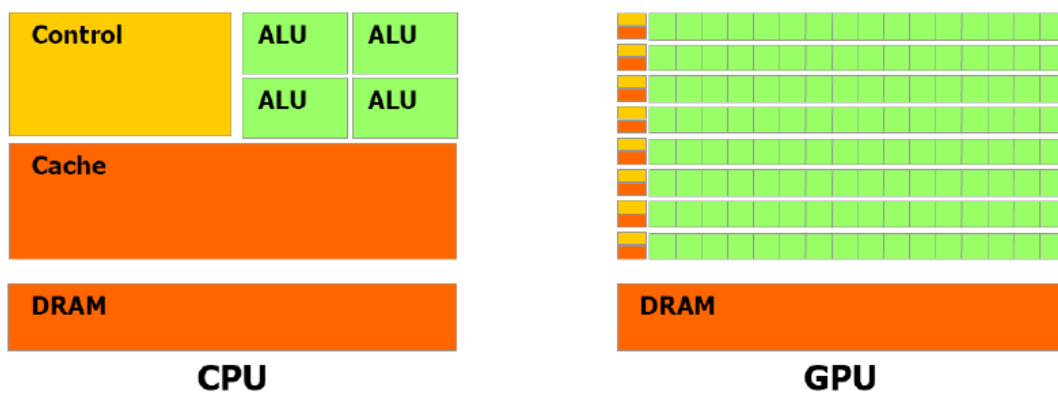 Control
ALU ALU
ALU ALU
Cache
DRAM
CPU
DRAM
GPU